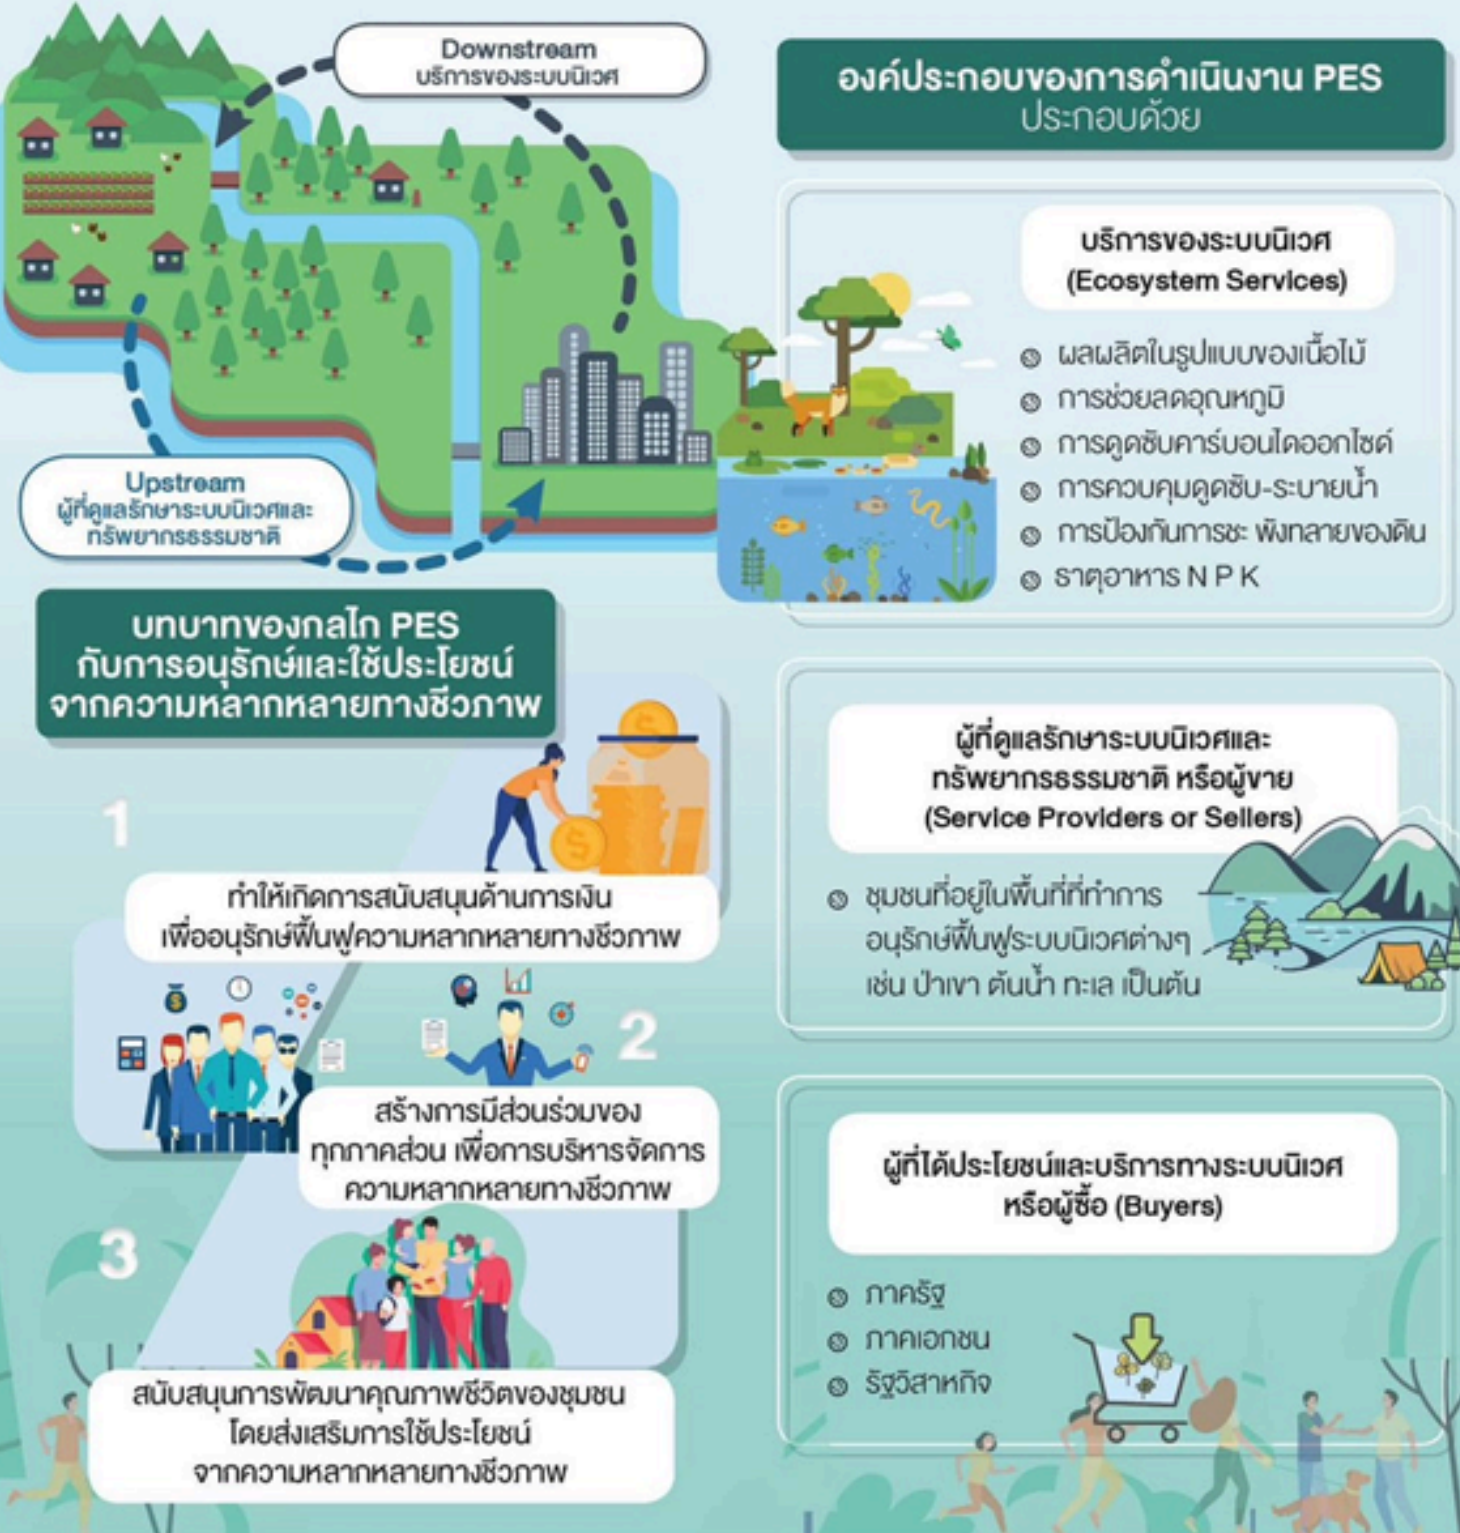 Downstream
บริการของระบบนิเวศ
Upstream
ผู้ที่ดูแลรักษาระบบนิเวศและ
ทรัพยากรธรรมชาติ
บทบาทของกลไก PES
กับการอนุรักษ์และใช้ประโยชน์
จากความหลากหลายทางชีวภาพ
1
ทำให้เกิดการสนับสนุนด้านการเงิน
เพื่ออนุรักษ์ฟื้นฟูความหลากหลายทางชีวภาพ
2
สร้างการมีส่วนร่วมของ
ทุกภาคส่วน เพื่อการบริหารจัดการ
ความหลากหลายทางชีวภาพ
3
สนับสนุนการพัฒนาคุณภาพชีวิตของชุมชน
โดยส่งเสริมการใช้ประโยชน์
จากความหลากหลายทางชีวภาพ
องค์ประกอบของการดำเนินงาน PES
ประกอบด้วย
บริการของระบบนิเวศ
(Ecosystem Services)
ผลผลิตในรูปแบบของเนื้อไม้
การช่วยลดอุณหภูมิ
การดูดซับคาร์บอนไดออกไซด์
การควบคุมดูดซับ-ระบายน้ำ
การป้องกันการชะ พังทลายของดิน
ธาตุอาหาร N P K
ผู้ที่ดูแลรักษาระบบนิเวศและ
ทรัพยากรธรรมชาติ หรือผู้ขาย
(Service Providers or Sellers)
ชุมชนที่อยู่ในพื้นที่ที่ทำการ
อนุรักษ์ฟื้นฟูระบบนิเวศต่างๆ
เช่น ป่าเขา ต้นน้ำ ทะเล เป็นต้น
ผู้ที่ได้ประโยชน์และบริการทางระบบนิเวศ
หรือผู้ซื้อ (Buyers)
ภาครัฐ
ภาคเอกชน
รัฐวิสาหกิจ